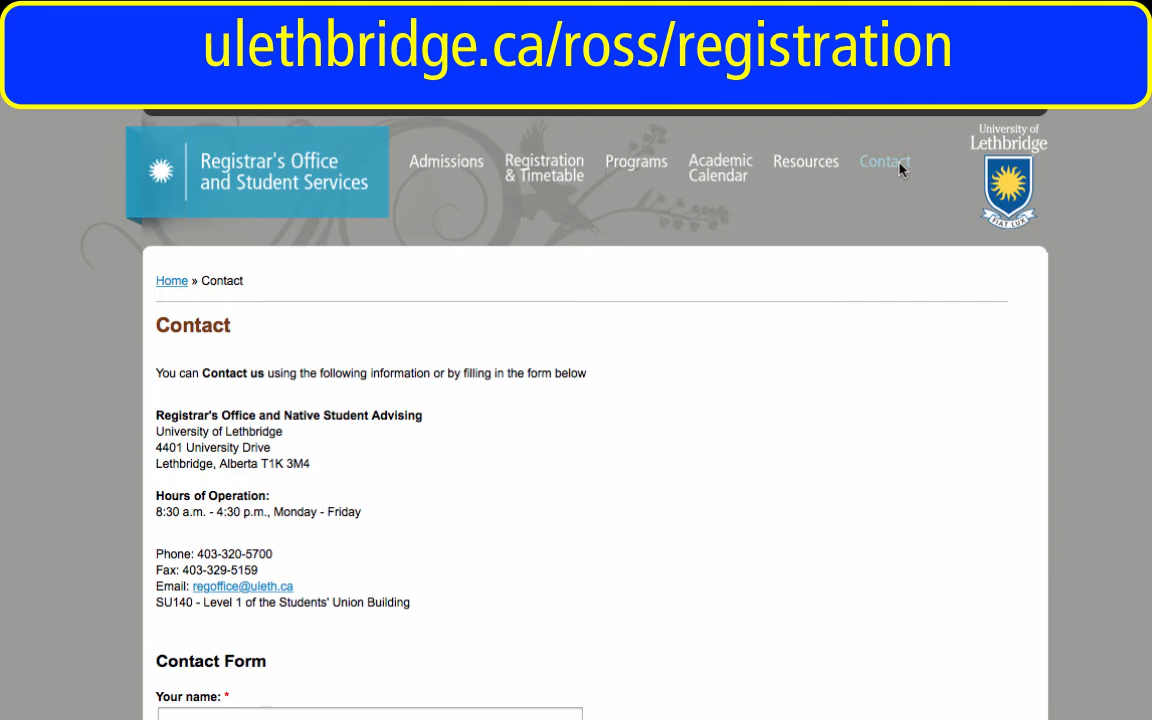 ulethbridge.ca/ross/registration
Registrar's Office
and Student Services
Admissions
Registration
& Timetable
Programs
Academic
Calendar
Resources
Contact
University of
Lethbridge
FIAT LUX
Home » Contact
Contact
You can Contact us using the following information or by filling in the form below
Registrar's Office and Native Student Advising
University of Lethbridge
4401 University Drive
Lethbridge, Alberta T1K 3M4
Hours of Operation:
8:30 a.m. - 4:30 p.m., Monday - Friday
Phone: 403-320-5700
Fax: 403-329-5159
Email: regoffice@uleth.ca
SU140 - Level 1 of the Students' Union Building
Contact Form
Your name: *